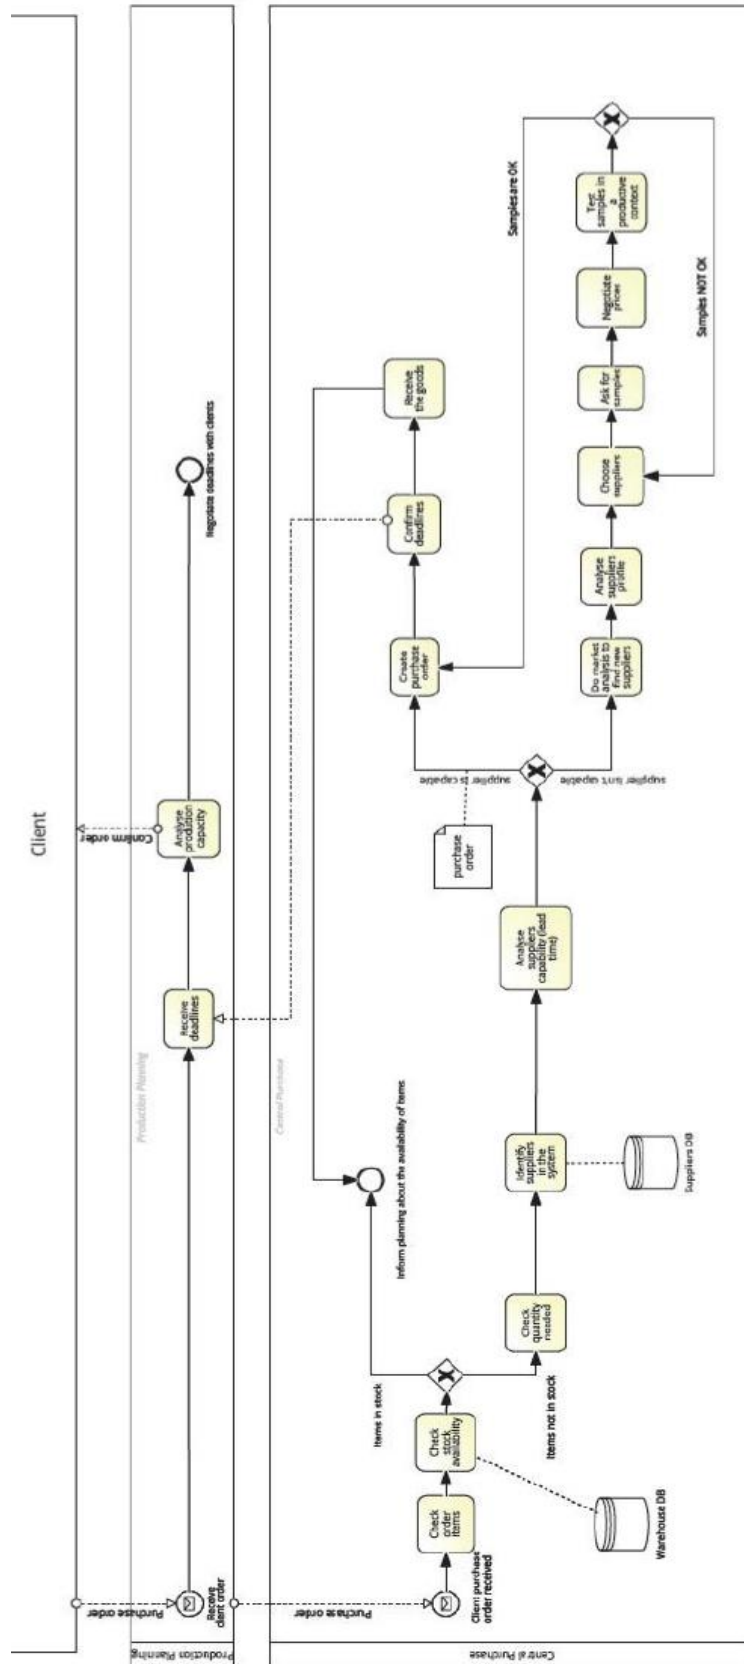 Client
Purchase order
Confirm order
Production Planning
Production Planning
Receive
client order
Receive
deadlines
Analyse
production
capacity
Negotiate deadlines with clients
Central Purchase
Central Purchase
Purchase order
Client purchase
order received
Check
order
items
Check
stock
availability
Warehouse DB
Items in stock
Items not in stock
Inform planning about the availability of items
Check
quantity
needed
Identify
suppliers
in the
system
Suppliers DB
Analyse
suppliers
capability (lead
time)
purchase
order
supplier is capable
supplier isn't capable
Create
purchase
order
Confirm
deadlines
Receive
the goods
Do market
analysis to
find new
suppliers
Analyse
suppliers
profile
Choose
suppliers
Ask for
samples
Negotiate
prices
Test
samples in
a
productive
context
Samples are OK
Samples NOT OK